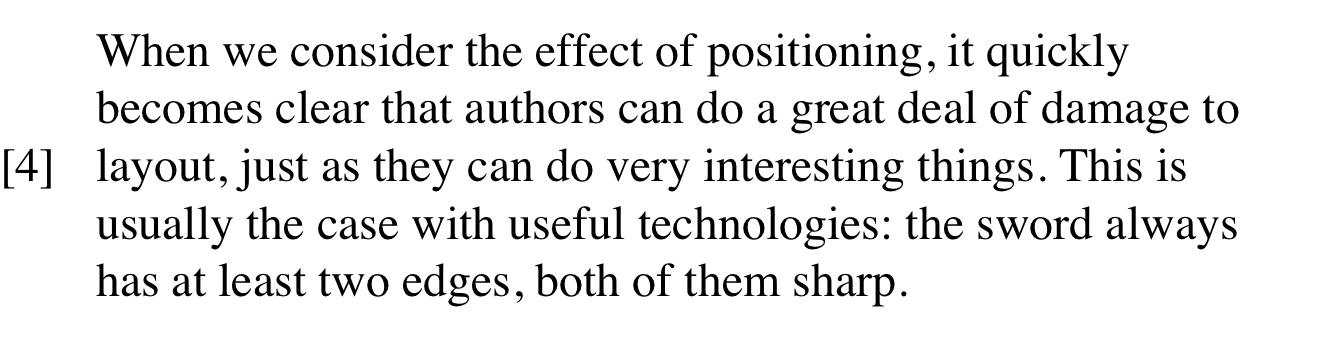 When we consider the effect of positioning, it quickly
becomes clear that authors can do a great deal of damage to
[4] layout, just as they can do very interesting things. This is
usually the case with useful technologies: the sword always
has at least two edges, both of them sharp.